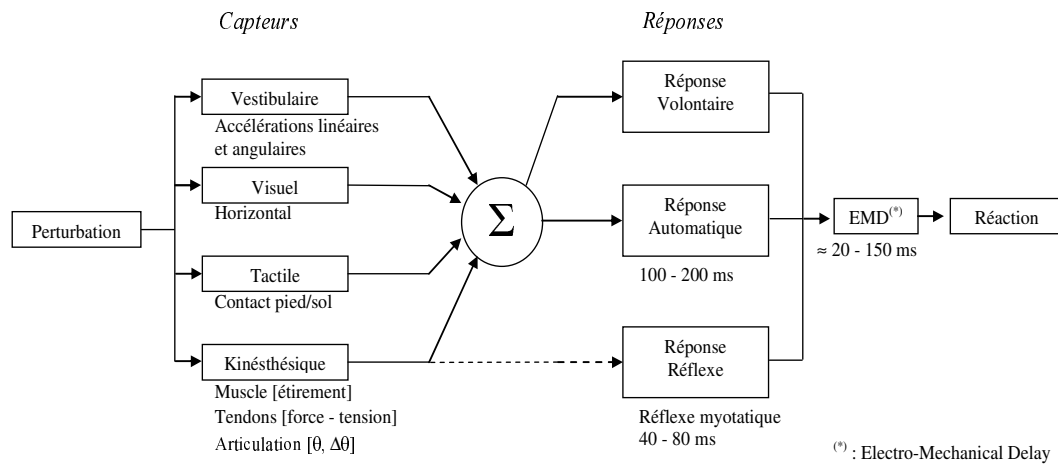 Capteurs
Réponses
Vestibulaire
Accélérations linéaires
et angulaires
Visuel
Horizontal
Perturbation
Tactile
Contact pied/sol
Kinésthésique
Muscle [étirement]
Tendons [force - tension]
Articulation [θ, Δθ]
Σ
Réponse
Volontaire
Réponse
Automatique
100 - 200 ms
Réponse
Réflexe
Réflexe myotatique
40 - 80 ms
EMD(*)
≈ 20 - 150 ms
Réaction
(*) : Electro-Mechanical Delay